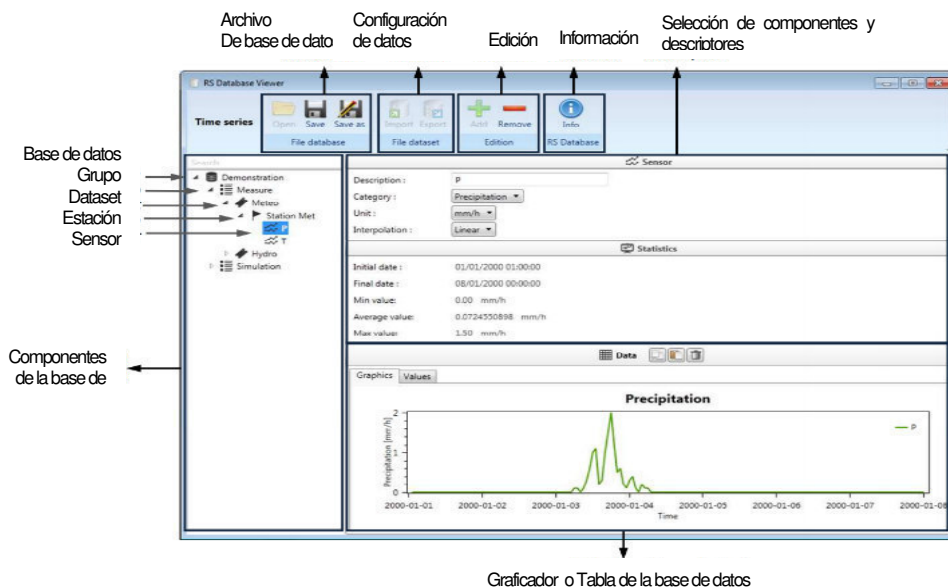 Archivo
De base de dato
Configuración
de datos
Edición
Información
Selección de componentes y
descriptores
RS Database Viewer
Time series
Open Save Save as
File database
Import Export
File dataset
Add Remove
Edition
Info
RS Database
Base de datos
Grupo
Dataset
Estación
Sensor
Componentes
de la base de
Search
Demonstration
Measure
Meteo
Station Met
P
T
Hydro
Simulation
Sensor
Description : P
Category : Precipitation
Unit : mm/h
Interpolation : Linear
Statistics
Initial date : 01/01/2000 01:00:00
Final date : 08/01/2000 00:00:00
Min value: 0.00 mm/h
Average value: 0.0724550898 mm/h
Max value: 1.50 mm/h
Data
Graphics Values
Precipitation
Precipitation [mm/h]
2
1
0
P
2000-01-01 2000-01-02 2000-01-03 2000-01-04 2000-01-05 2000-01-06 2000-01-07 2000-01-08
Time
Graficador o Tabla de la base de datos